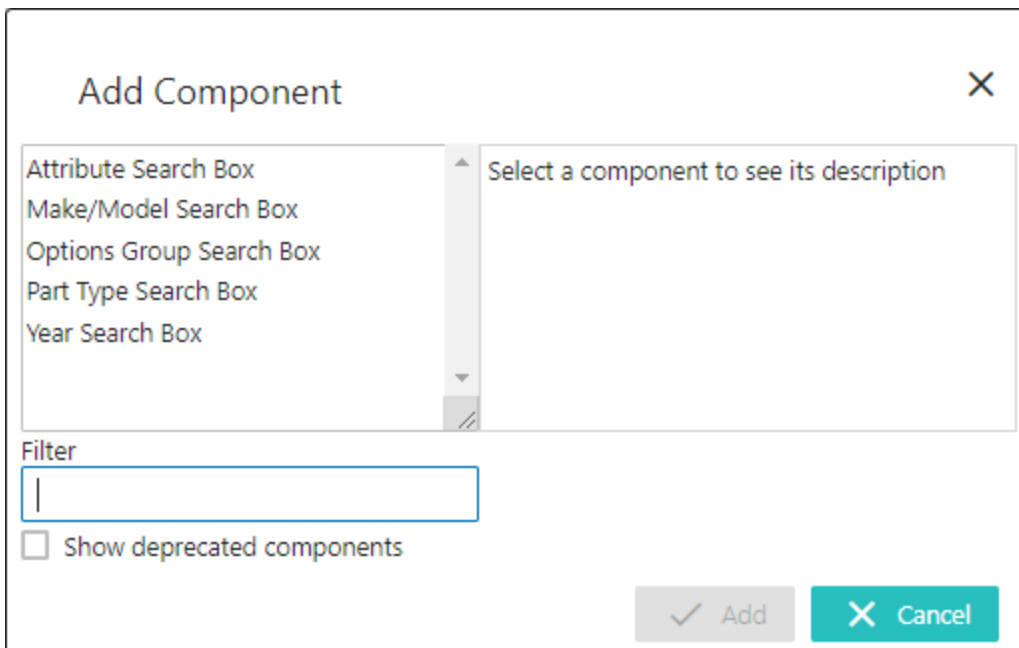 Add Component
Attribute Search Box
Make/Model Search Box
Options Group Search Box
Part Type Search Box
Year Search Box
Select a component to see its description
Filter
Show deprecated components
Add
Cancel